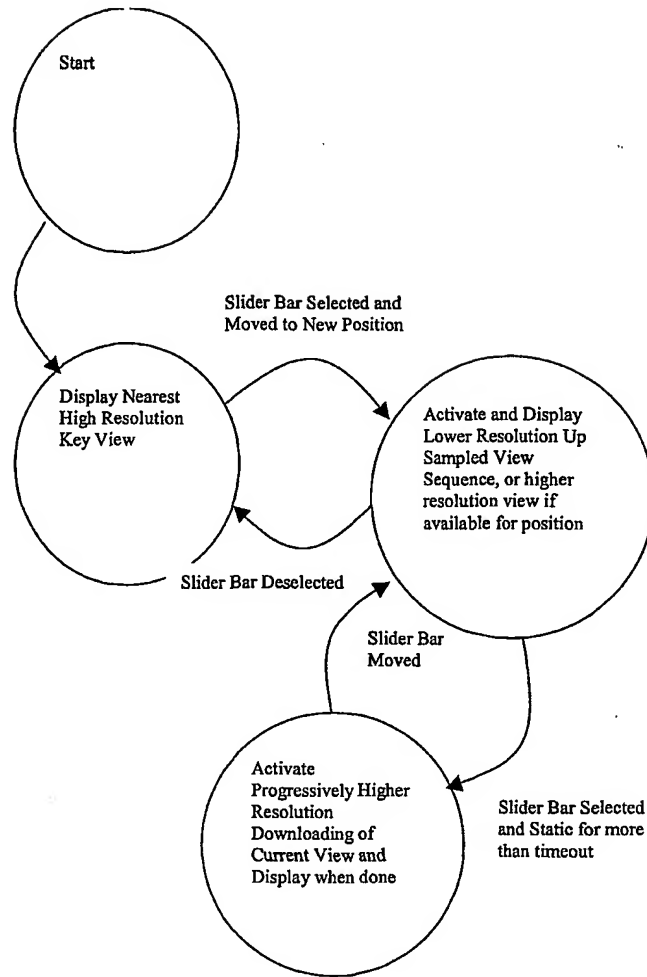 Start
Slider Bar Selected and
Moved to New Position
Display Nearest
High Resolution
Key View
Activate and Display
Lower Resolution Up
Sampled View
Sequence, or higher
resolution view if
available for position
Slider Bar Deselected
Slider Bar
Moved
Activate
Progressively Higher
Resolution
Downloading of
Current View and
Display when done
Slider Bar Selected
and Static for more
than timeout